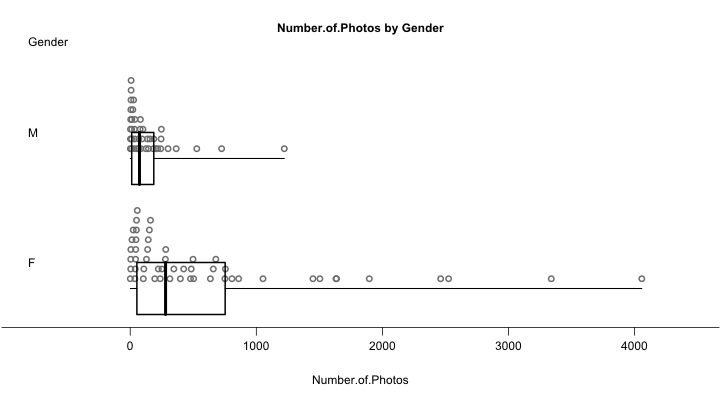 Number.of.Photos by Gender
Gender
M
F
0 1000 2000 3000 4000
Number.of.Photos